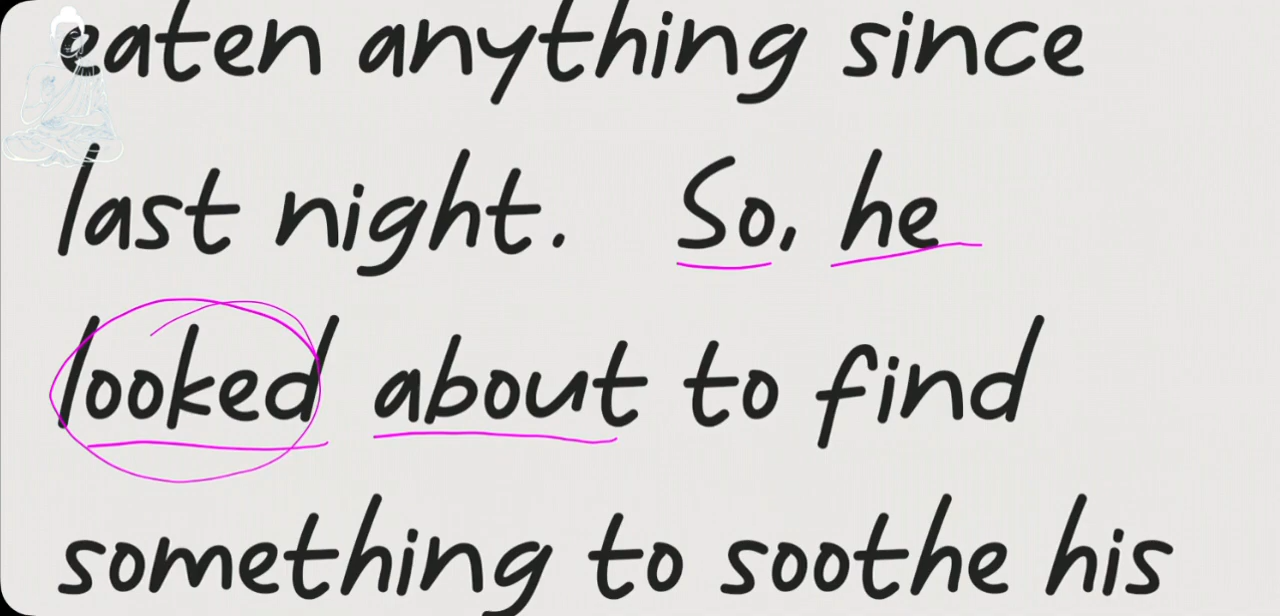 eaten anything since
last night. So, he
looked about to find
something to soothe his